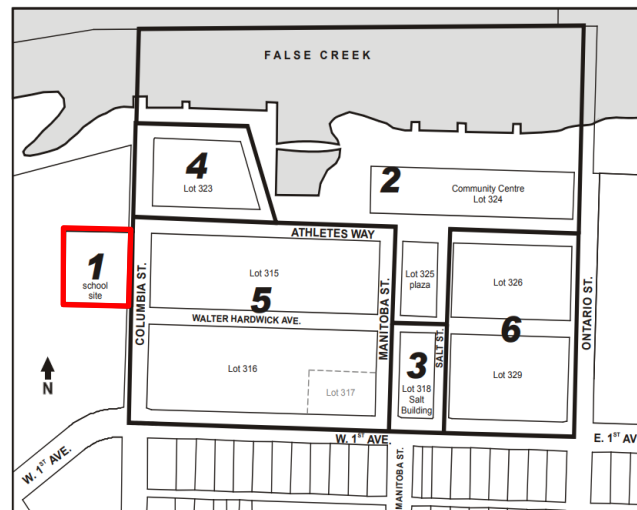 FALSE CREEK
4
Lot 323
2
Community Centre
Lot 324
ATHLETES WAY
1
school
site
COLUMBIA ST.
Lot 315
5
WALTER HARDWICK AVE.
MANITOBA ST.
Lot 325
plaza
Lot 326
6
ONTARIO ST.
N
Lot 316
Lot 317
3
Lot 318
Salt
Building
SALT ST.
Lot 329
W. 1ST AVE.
W. 1ST AVE.
E. 1ST AV
MANITOBA ST.